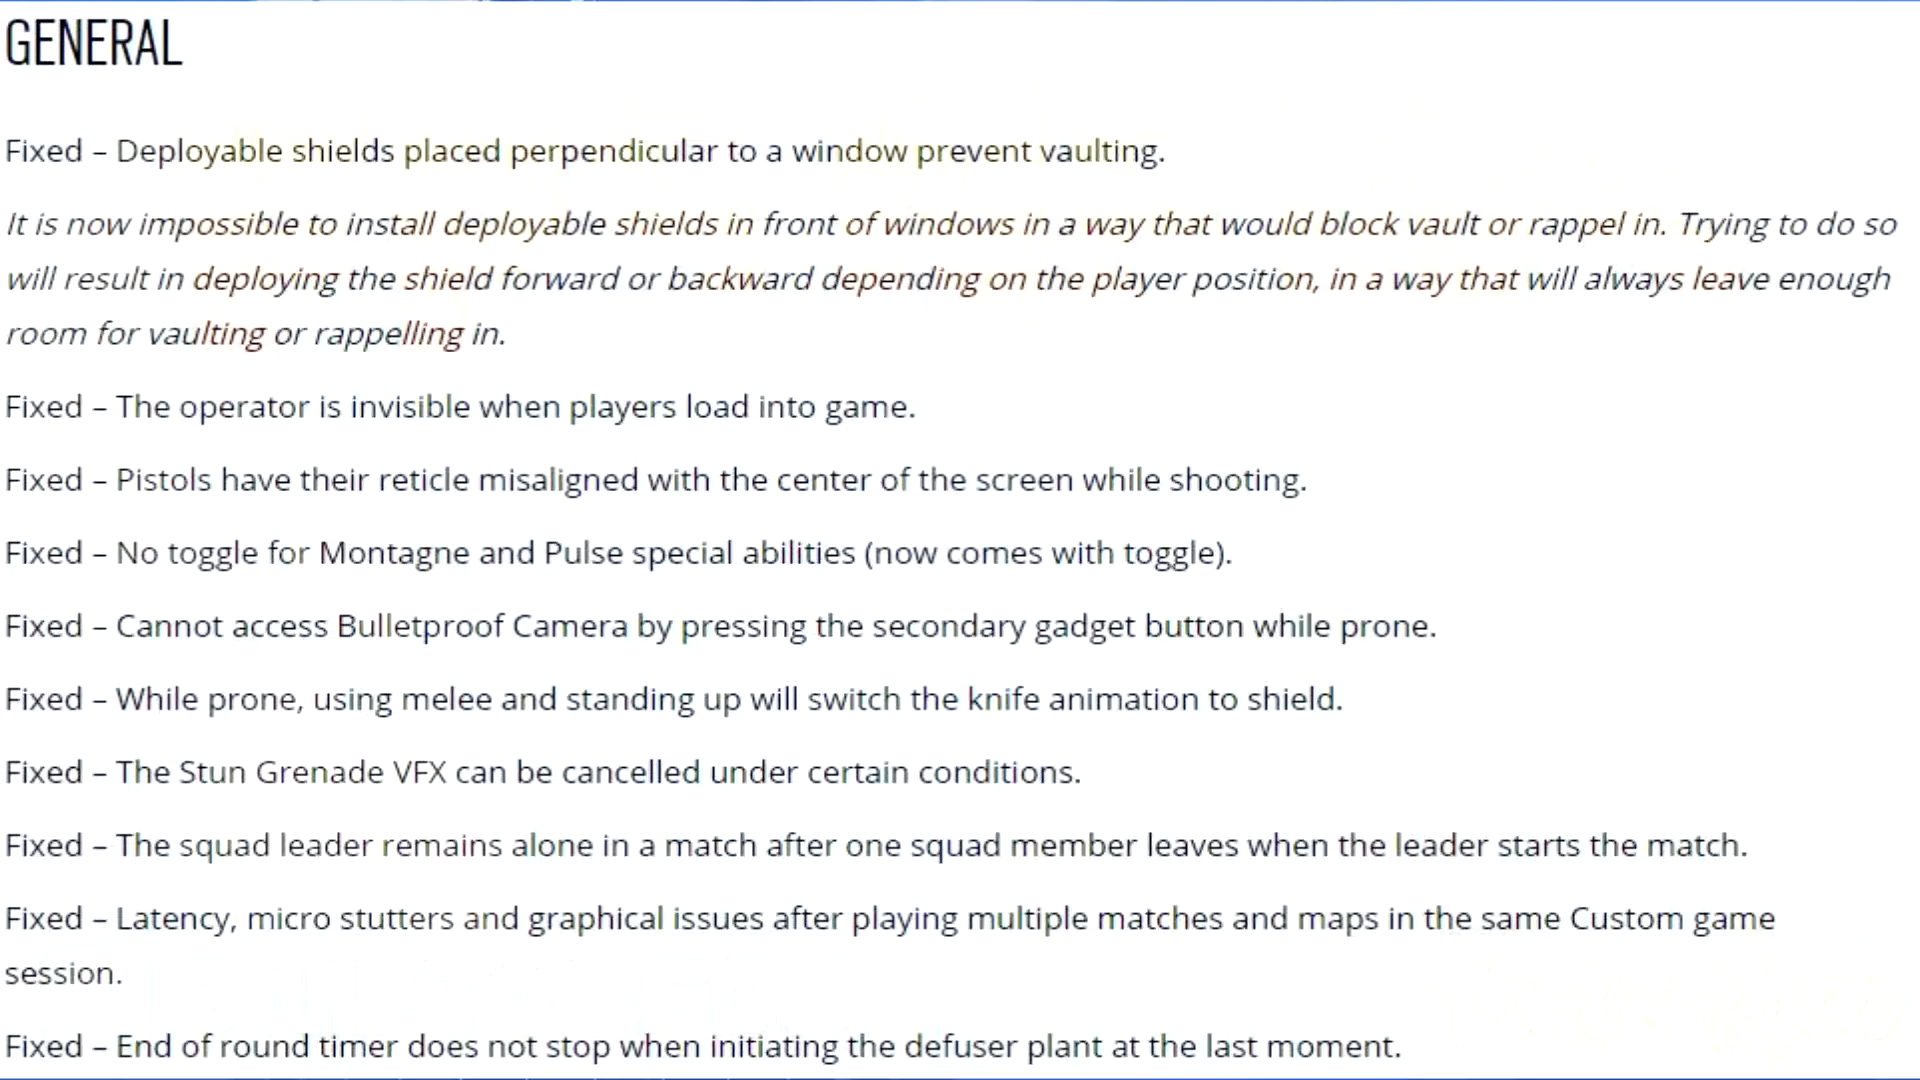 GENERAL
Fixed – Deployable shields placed perpendicular to a window prevent vaulting.
It is now impossible to install deployable shields in front of windows in a way that would block vault or rappel in. Trying to do so
will result in deploying the shield forward or backward depending on the player position, in a way that will always leave enough
room for vaulting or rappelling in.
Fixed – The operator is invisible when players load into game.
Fixed – Pistols have their reticle misaligned with the center of the screen while shooting.
Fixed – No toggle for Montagne and Pulse special abilities (now comes with toggle).
Fixed – Cannot access Bulletproof Camera by pressing the secondary gadget button while prone.
Fixed – While prone, using melee and standing up will switch the knife animation to shield.
Fixed – The Stun Grenade VFX can be cancelled under certain conditions.
Fixed – The squad leader remains alone in a match after one squad member leaves when the leader starts the match.
Fixed – Latency, micro stutters and graphical issues after playing multiple matches and maps in the same Custom game
session.
Fixed – End of round timer does not stop when initiating the defuser plant at the last moment.